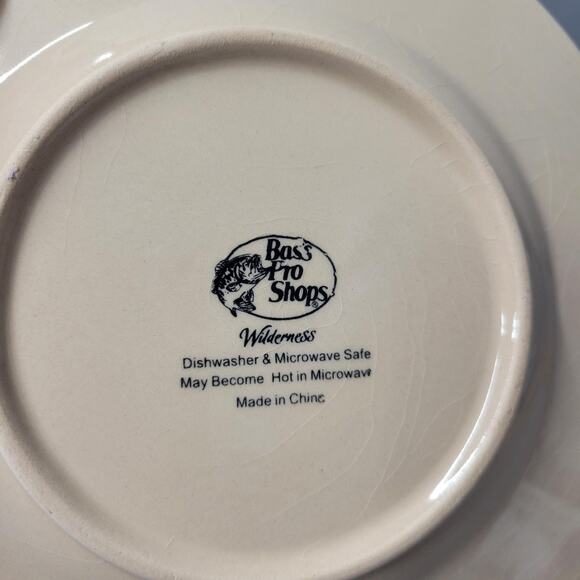 Bass
Pro
Shops®
Wilderness
Dishwasher & Microwave Safe
May Become Hot in Microwave
Made in China